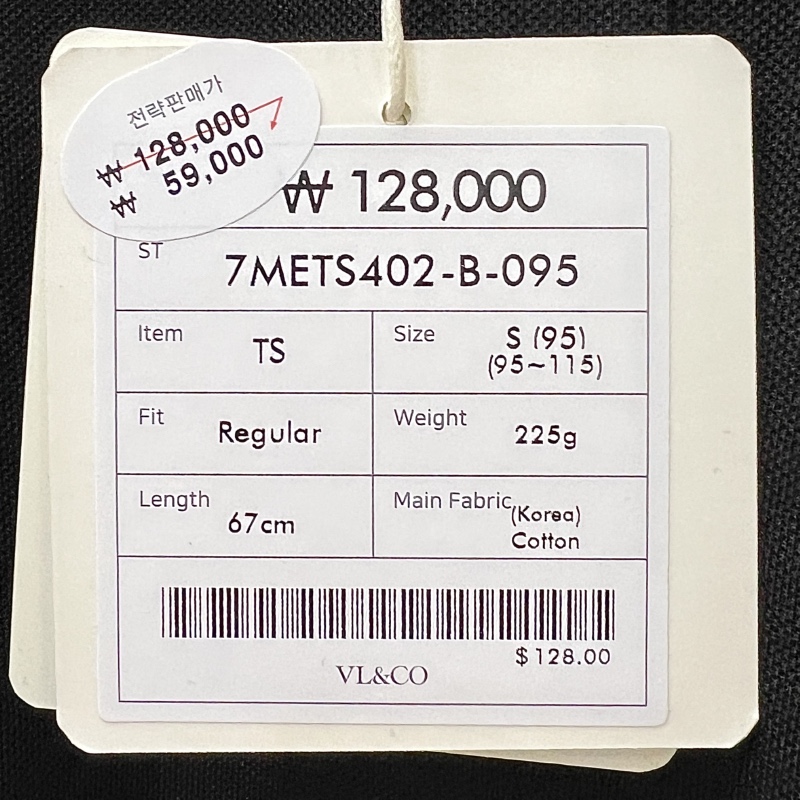 전략판매가
₩ 128,000
₩ 59,000
₩ 128,000
ST
7METS402-B-095
Item
TS
Size
S (95)
(95~115)
Fit
Regular
Weight
225g
Length
67cm
Main Fabric
(Korea)
Cotton
$128.00
VL&CO